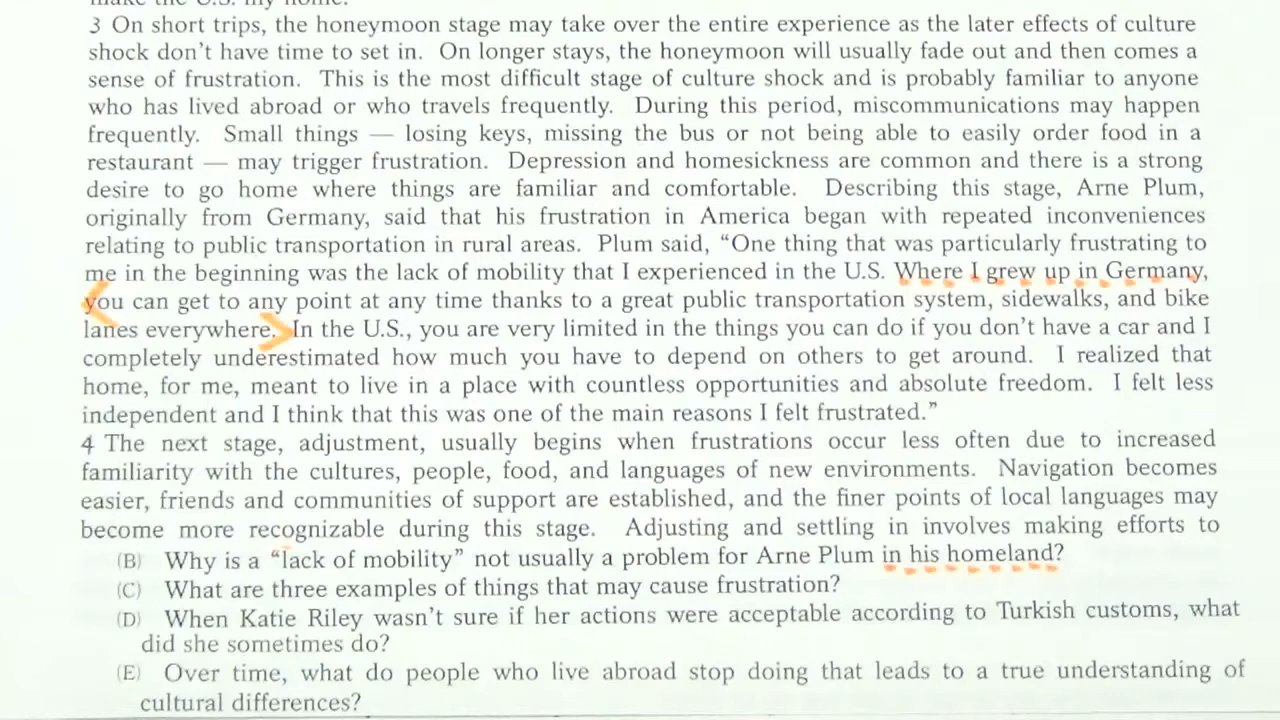 make the U.S. my home.
3 On short trips, the honeymoon stage may take over the entire experience as the later effects of culture
shock don't have time to set in. On longer stays, the honeymoon will usually fade out and then comes a
sense of frustration. This is the most difficult stage of culture shock and is probably familiar to anyone
who has lived abroad or who travels frequently. During this period, miscommunications may happen
frequently. Small things — losing keys, missing the bus or not being able to easily order food in a
restaurant — may trigger frustration. Depression and homesickness are common and there is a strong
desire to go home where things are familiar and comfortable. Describing this stage, Arne Plum,
originally from Germany, said that his frustration in America began with repeated inconveniences
relating to public transportation in rural areas. Plum said, “One thing that was particularly frustrating to
me in the beginning was the lack of mobility that I experienced in the U.S. Where I grew up in Germany,
you can get to any point at any time thanks to a great public transportation system, sidewalks, and bike
lanes everywhere. In the U.S., you are very limited in the things you can do if you don't have a car and I
completely underestimated how much you have to depend on others to get around. I realized that
home, for me, meant to live in a place with countless opportunities and absolute freedom. I felt less
independent and I think that this was one of the main reasons I felt frustrated.”
4 The next stage, adjustment, usually begins when frustrations occur less often due to increased
familiarity with the cultures, people, food, and languages of new environments. Navigation becomes
easier, friends and communities of support are established, and the finer points of local languages may
become more recognizable during this stage. Adjusting and settling in involves making efforts to
(B) Why is a “lack of mobility” not usually a problem for Arne Plum in his homeland?
(C) What are three examples of things that may cause frustration?
(D) When Katie Riley wasn't sure if her actions were acceptable according to Turkish customs, what
did she sometimes do?
(E) Over time, what do people who live abroad stop doing that leads to a true understanding of
cultural differences?